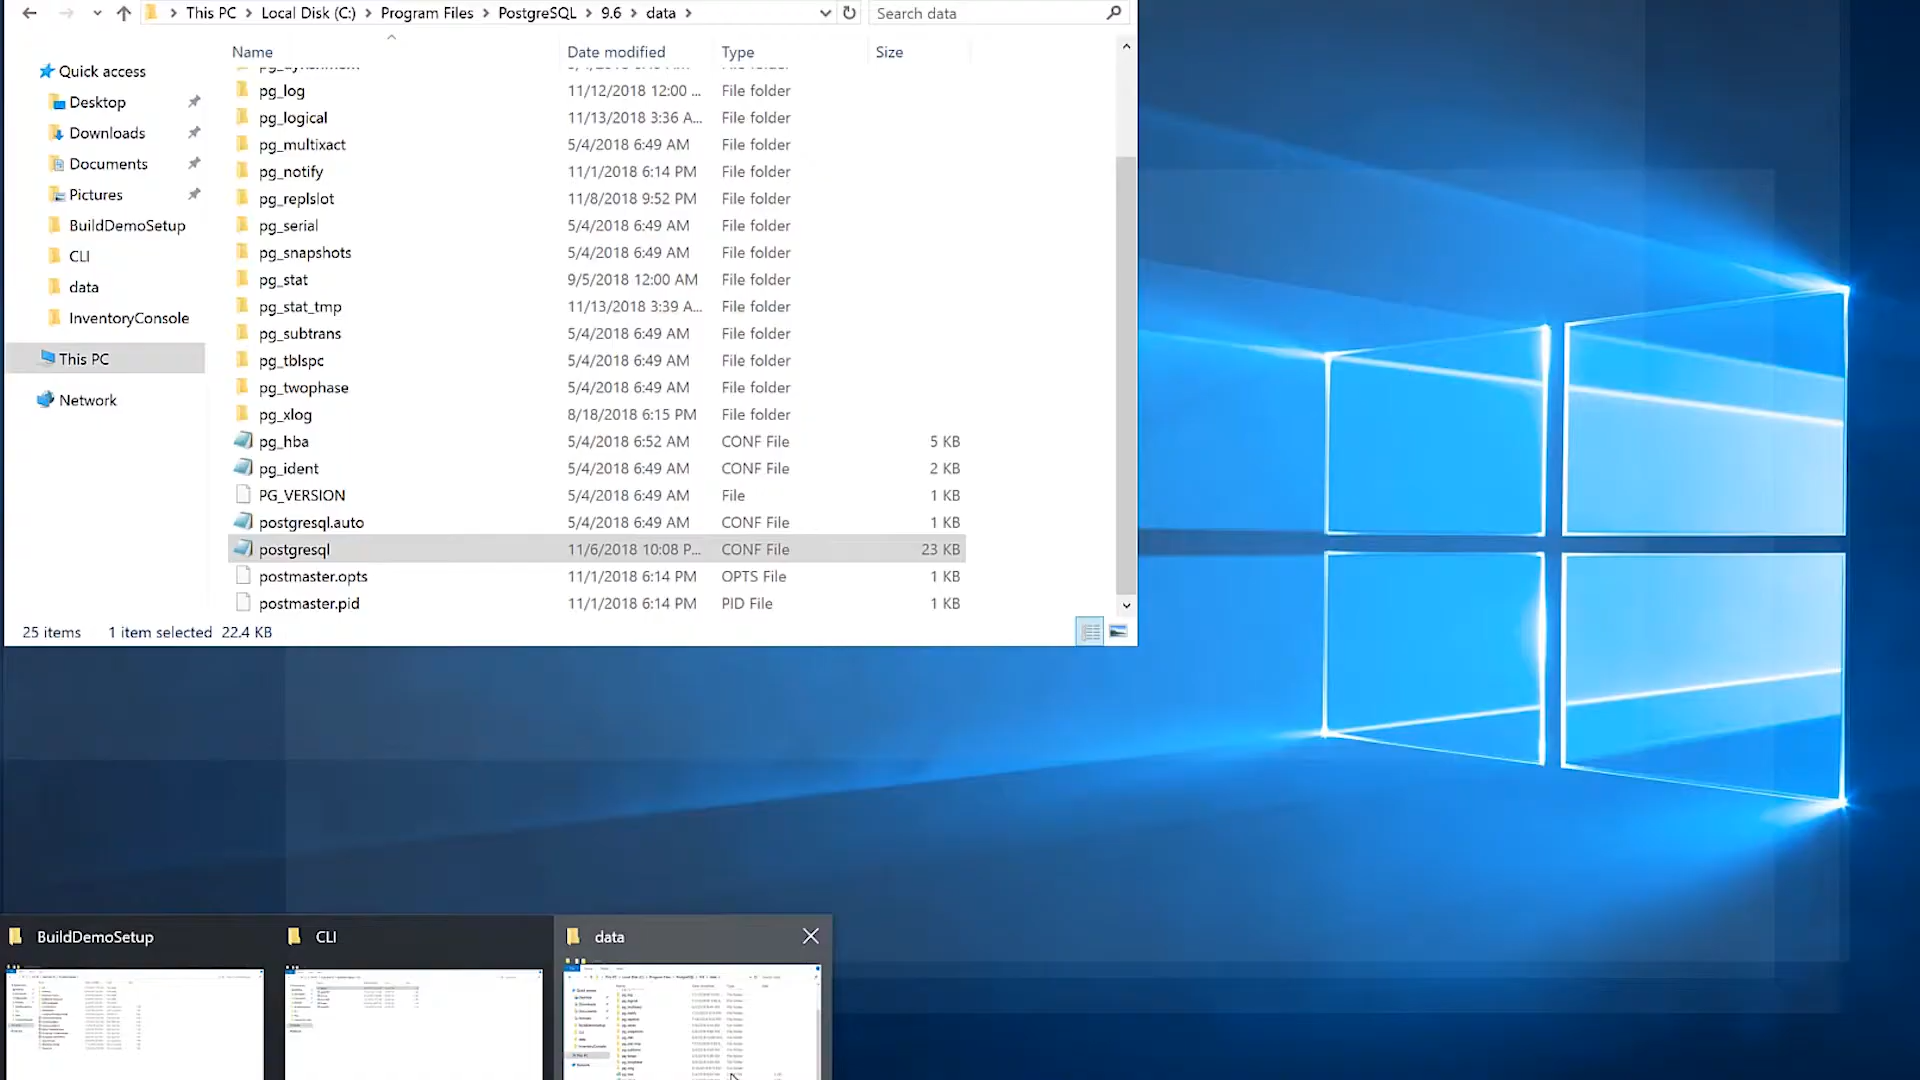 This PC > Local Disk (C:) > Program Files > PostgreSQL > 9.6 > data >
Search data
Name Date modified Type Size
Quick access
Desktop
Downloads
Documents
Pictures
BuildDemoSetup
CLI
data
InventoryConsole
This PC
Network
pg_log 11/12/2018 12:00 ... File folder
pg_logical 11/13/2018 3:36 A... File folder
pg_multixact 5/4/2018 6:49 AM File folder
pg_notify 11/1/2018 6:14 PM File folder
pg_replslot 11/8/2018 9:52 PM File folder
pg_serial 5/4/2018 6:49 AM File folder
pg_snapshots 5/4/2018 6:49 AM File folder
pg_stat 9/5/2018 12:00 AM File folder
pg_stat_tmp 11/13/2018 3:39 A... File folder
pg_subtrans 5/4/2018 6:49 AM File folder
pg_tblspc 5/4/2018 6:49 AM File folder
pg_twophase 5/4/2018 6:49 AM File folder
pg_xlog 8/18/2018 6:15 PM File folder
pg_hba 5/4/2018 6:52 AM CONF File 5 KB
pg_ident 5/4/2018 6:49 AM CONF File 2 KB
PG_VERSION 5/4/2018 6:49 AM File 1 KB
postgresql.auto 5/4/2018 6:49 AM CONF File 1 KB
postgresql 11/6/2018 10:08 P... CONF File 23 KB
postmaster.opts 11/1/2018 6:14 PM OPTS File 1 KB
postmaster.pid 11/1/2018 6:14 PM PID File 1 KB
25 items 1 item selected 22.4 KB
BuildDemoSetup
CLI
data